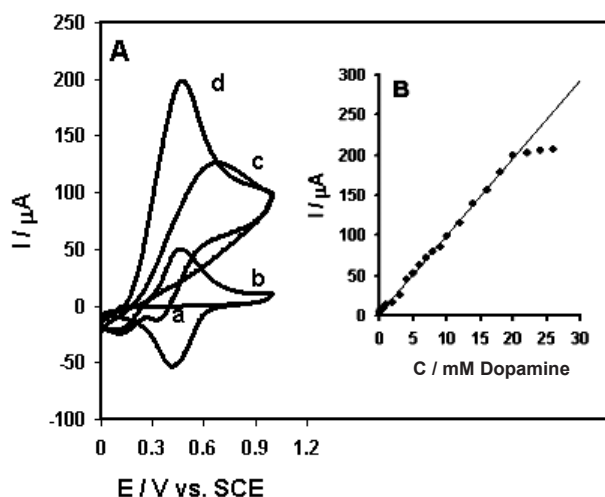 A
I / µA
250
200
150
100
50
0
-50
-100
0 0.3 0.6 0.9 1.2
E / V vs. SCE
d
c
b
a
B
I / µA
300
250
200
150
100
50
0
0 5 10 15 20 25 30
C / mM Dopamine